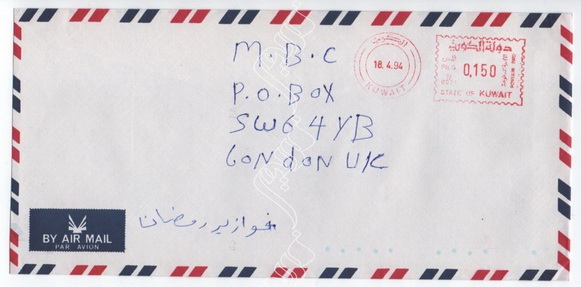 M.B.C
P.O.BOX
SW6 4YB
LONDON UK
فوازير رمضان
BY AIR MAIL
PAR AVION
الكويت
18.4.94
KUWAIT
دولة الكويت
0,150
STATE OF KUWAIT